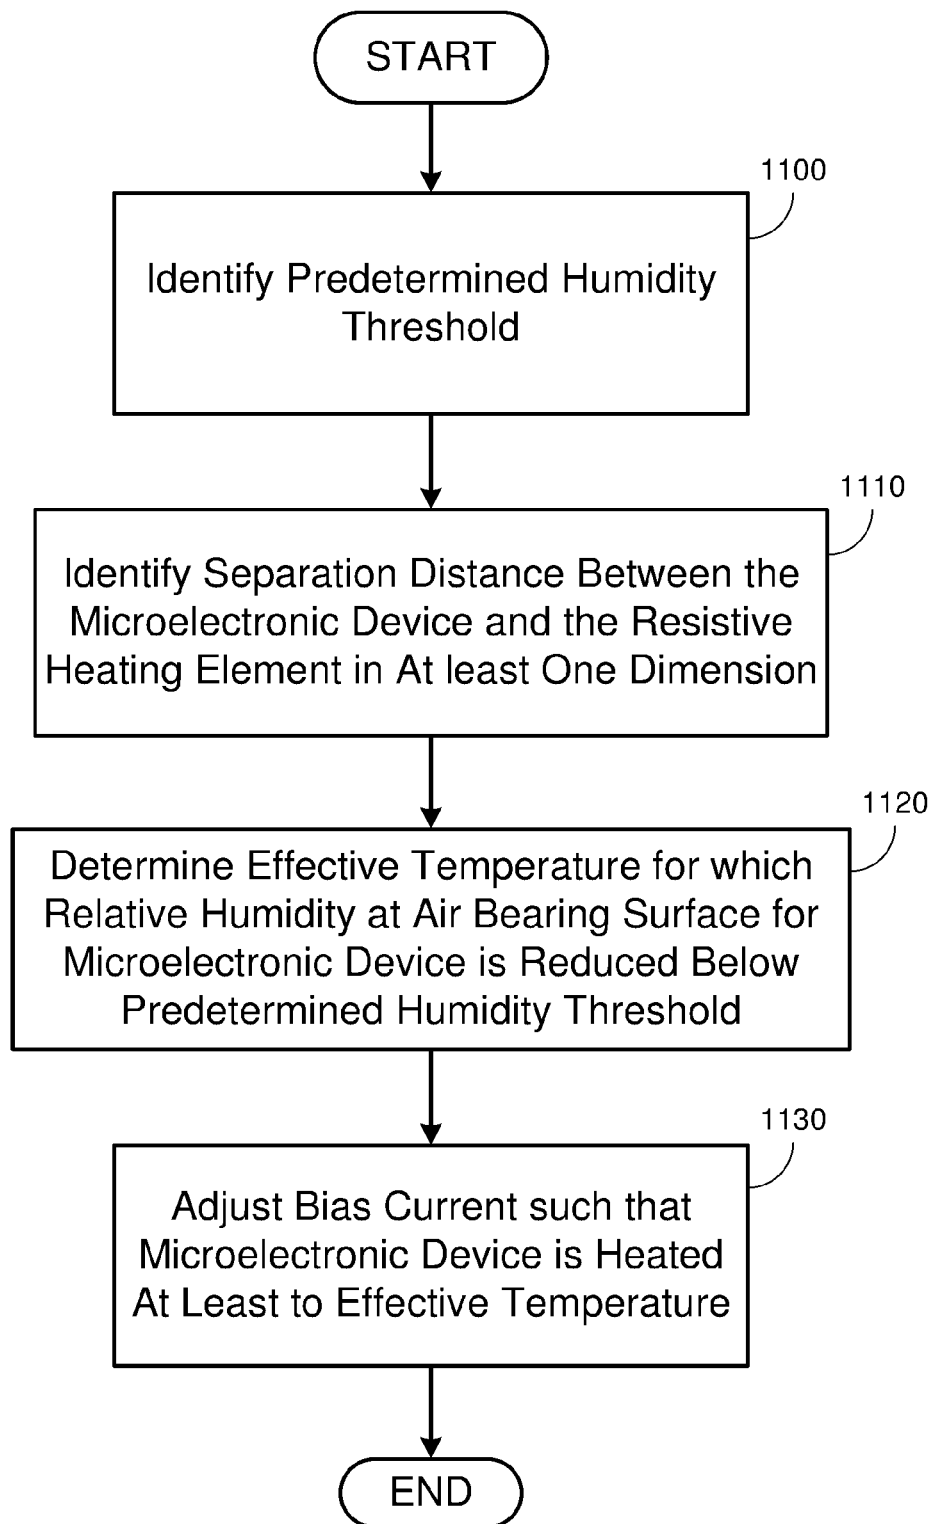 START
1100
Identify Predetermined Humidity
Threshold
1110
Identify Separation Distance Between the
Microelectronic Device and the Resistive
Heating Element in At least One Dimension
1120
Determine Effective Temperature for which
Relative Humidity at Air Bearing Surface for
Microelectronic Device is Reduced Below
Predetermined Humidity Threshold
1130
Adjust Bias Current such that
Microelectronic Device is Heated
At Least to Effective Temperature
END